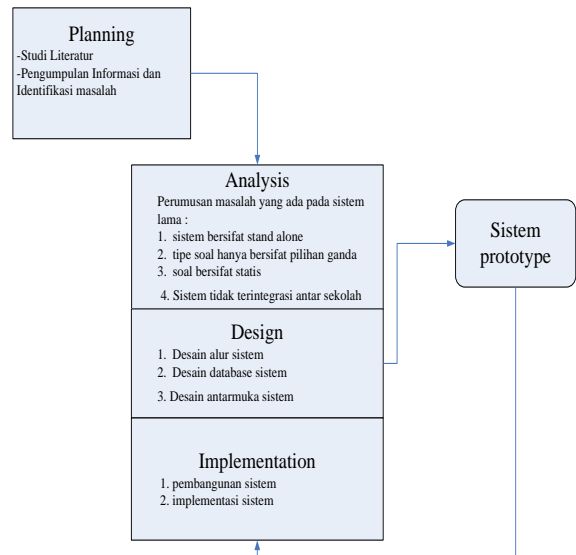 Planning
-Studi Literatur
-Pengumpulan Informasi dan
Identifikasi masalah
Analysis
Perumusan masalah yang ada pada sistem
lama :
1. sistem bersifat stand alone
2. tipe soal hanya bersifat pilihan ganda
3. soal bersifat statis
4. Sistem tidak terintegrasi antar sekolah
Design
1. Desain alur sistem
2. Desain database sistem
3. Desain antarmuka sistem
Implementation
1. pembangunan sistem
2. implementasi sistem
Sistem
prototype